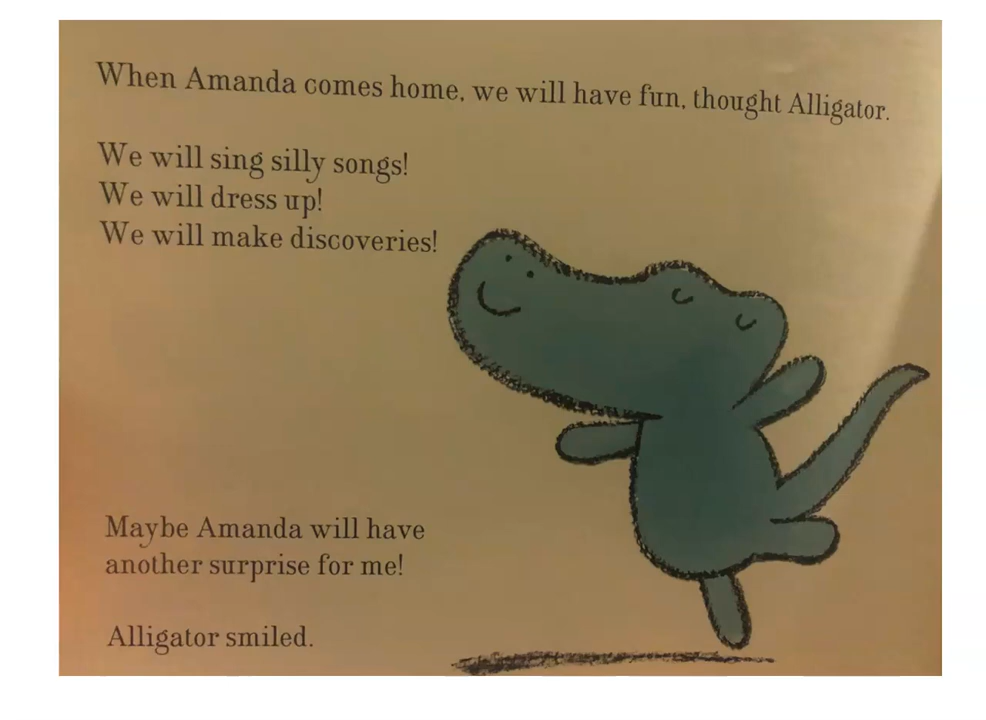 When Amanda comes home, we will have fun, thought Alligator.
We will sing silly songs!
We will dress up!
We will make discoveries!
Maybe Amanda will have
another surprise for me!
Alligator smiled.